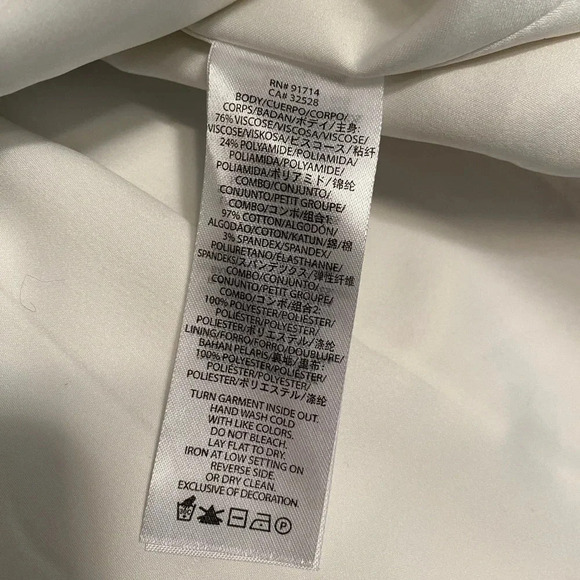 RN# 91714
CA# 32528
BODY/CUERPO/CORPO/
CORPS/BADAN/ボディ/主身:
76% VISCOSE/VISCOSA/VISCOSE/
VISCOSE/VISKOSA/ビスコース/粘纤
24% POLYAMIDE/POLIAMIDA/
POLIAMIDA/POLYAMIDE/
POLIAMIDA/ポリアミド/锦纶
COMBO/CONJUNTO/
CONJUNTO/PETIT GROUPE/
COMBO/コンボ/组合1:
97% COTTON/ALGODÓN/
ALGODÃO/COTON/KATUN/綿/棉
3% SPANDEX/SPANDEX/
POLIURETANO/ÉLASTHANNE/
SPANDEKS/スパンデックス/弹性纤维
COMBO/CONJUNTO/
CONJUNTO/PETIT GROUPE/
COMBO/コンボ/组合2:
100% POLYESTER/POLIÉSTER/
POLIÉSTER/POLYESTER/
POLIESTER/ポリエステル/涤纶
LINING/FORRO/FORRO/DOUBLURE/
BAHAN PELAPIS/裏地/里布:
100% POLYESTER/POLIÉSTER/
POLIÉSTER/POLYESTER/
POLIESTER/ポリエステル/涤纶
TURN GARMENT INSIDE OUT.
HAND WASH COLD
WITH LIKE COLORS.
DO NOT BLEACH.
LAY FLAT TO DRY.
IRON AT LOW SETTING ON
REVERSE SIDE.
OR DRY CLEAN.
EXCLUSIVE OF DECORATION.